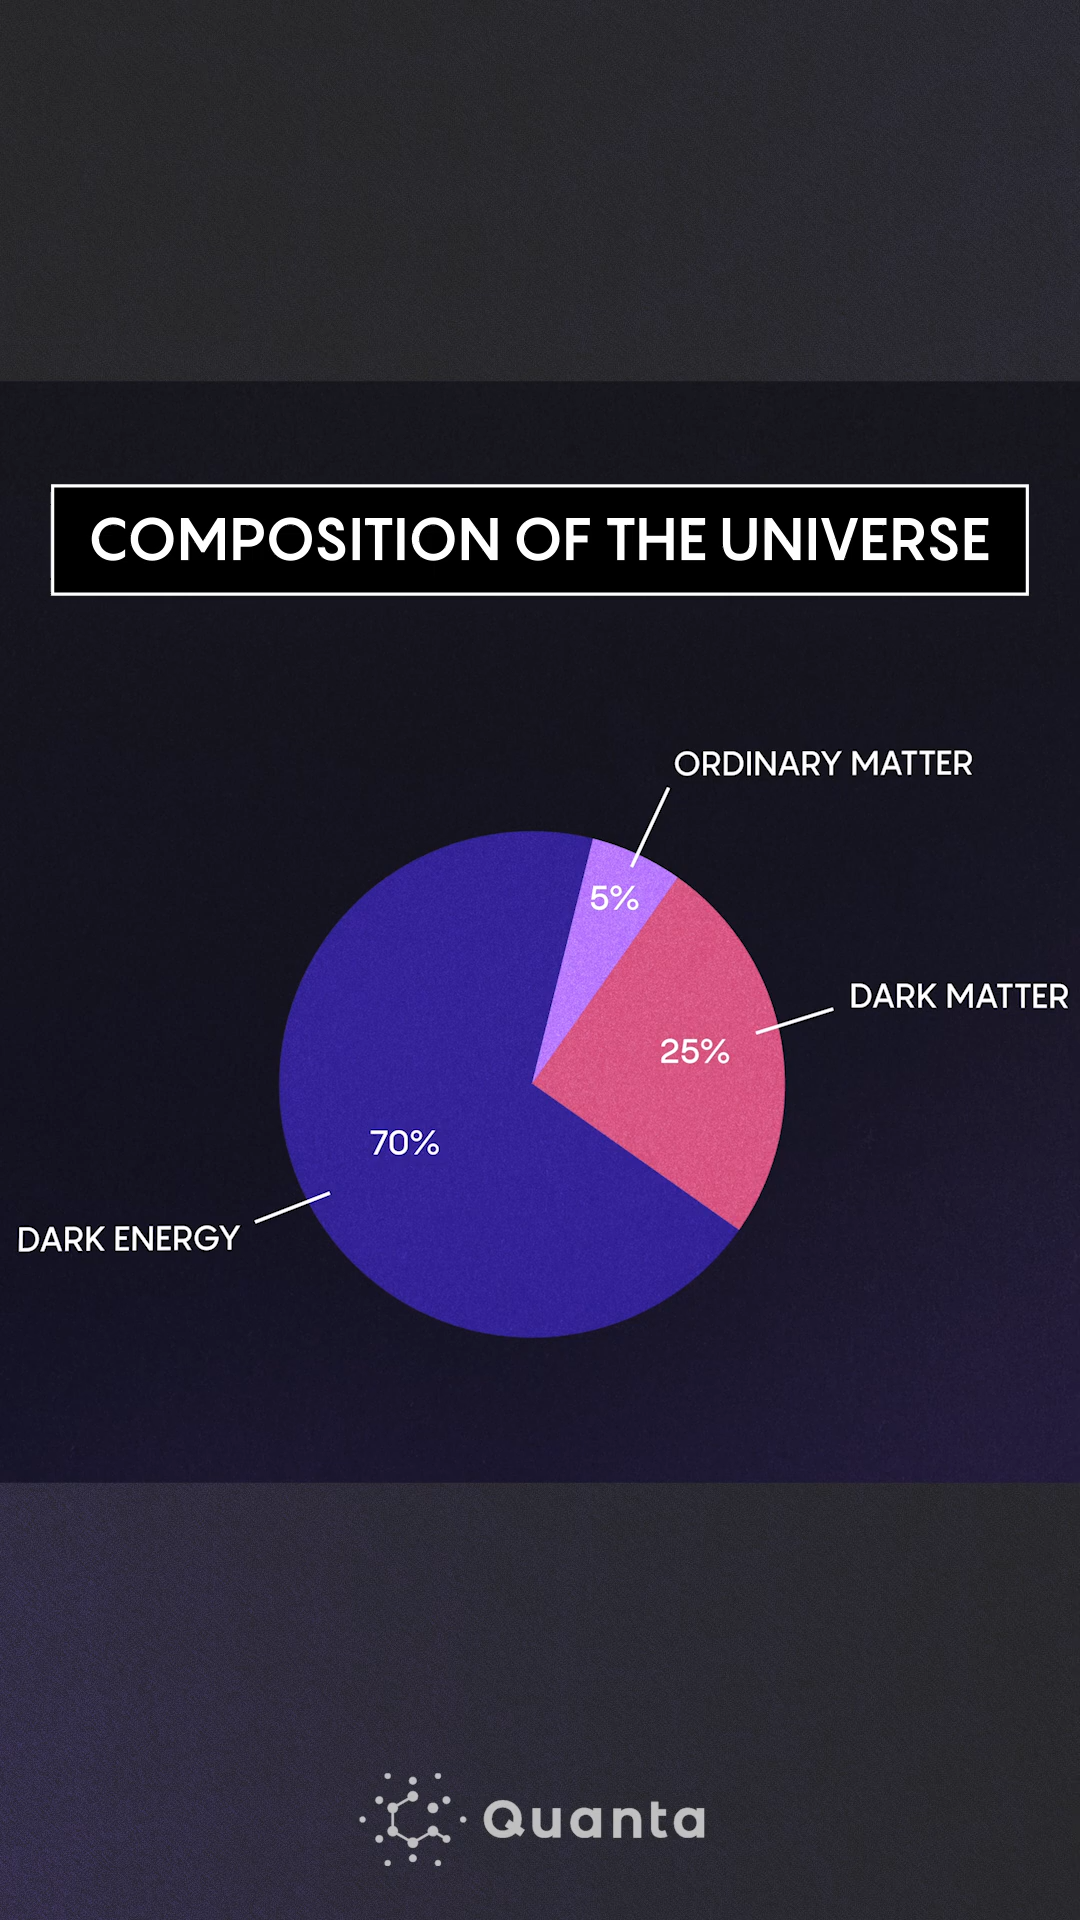 COMPOSITION OF THE UNIVERSE
ORDINARY MATTER
5%
DARK MATTER
25%
70%
DARK ENERGY
Quanta